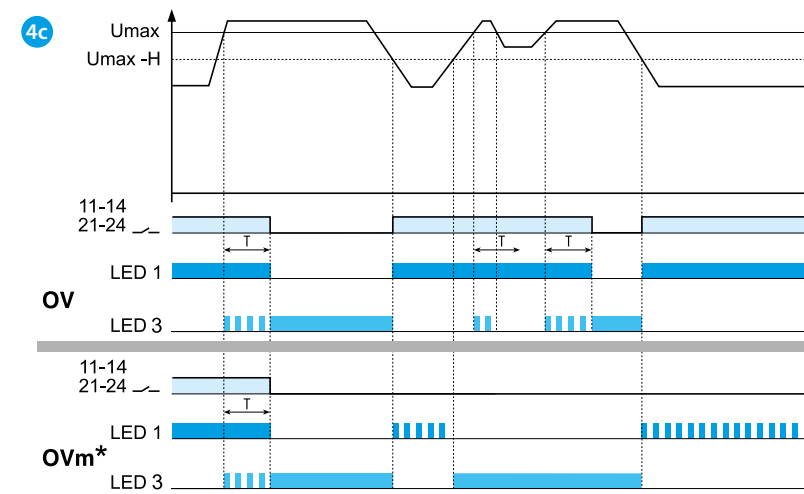 4c
Umax
Umax -H
11-14
21-24
T T T
LED 1
OV
LED 3
11-14
21-24
T
LED 1
OVm*
LED 3